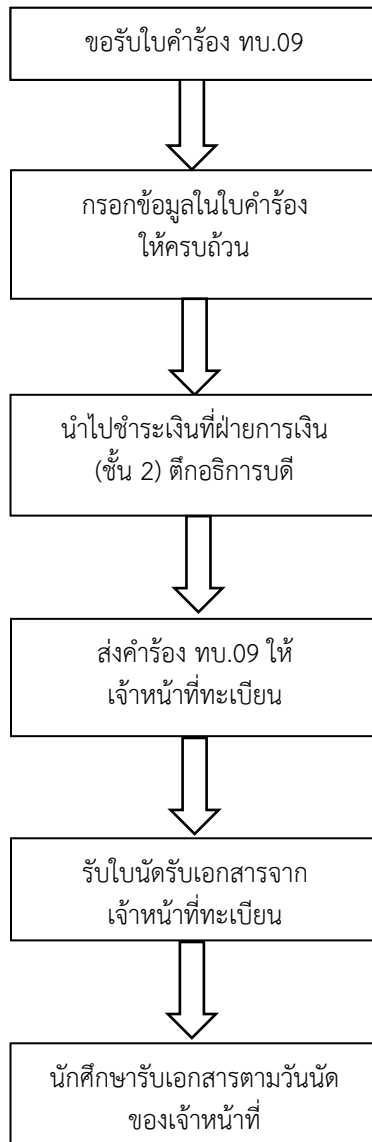 ขอรับใบคำร้อง ทบ.09
กรอกข้อมูลในใบคำร้อง
ให้ครบถ้วน
นำไปชำระเงินที่ฝ่ายการเงิน
(ชั้น 2) ตึกอธิการบดี
ส่งคำร้อง ทบ.09 ให้
เจ้าหน้าที่ทะเบียน
รับใบนัดรับเอกสารจาก
เจ้าหน้าที่ทะเบียน
นักศึกษารับเอกสารตามวันนัด
ของเจ้าหน้าที่